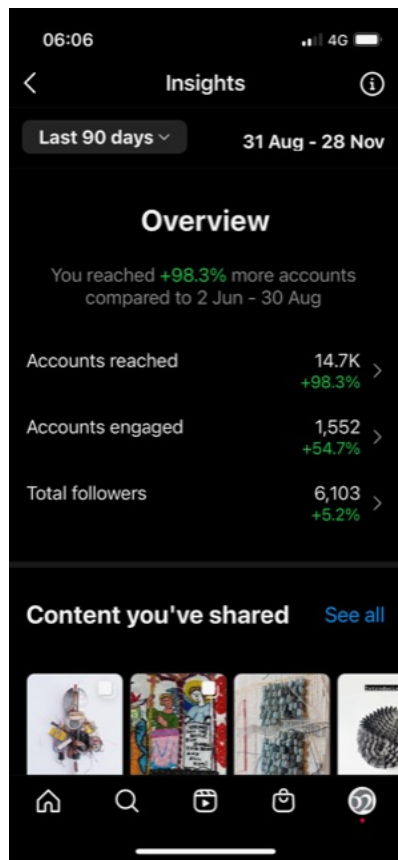 06:06
4G
Insights
Last 90 days
31 Aug - 28 Nov
Overview
You reached +98.3% more accounts
compared to 2 Jun - 30 Aug
Accounts reached
14.7K
+98.3%
Accounts engaged
1,552
+54.7%
Total followers
6,103
+5.2%
Content you've shared
See all